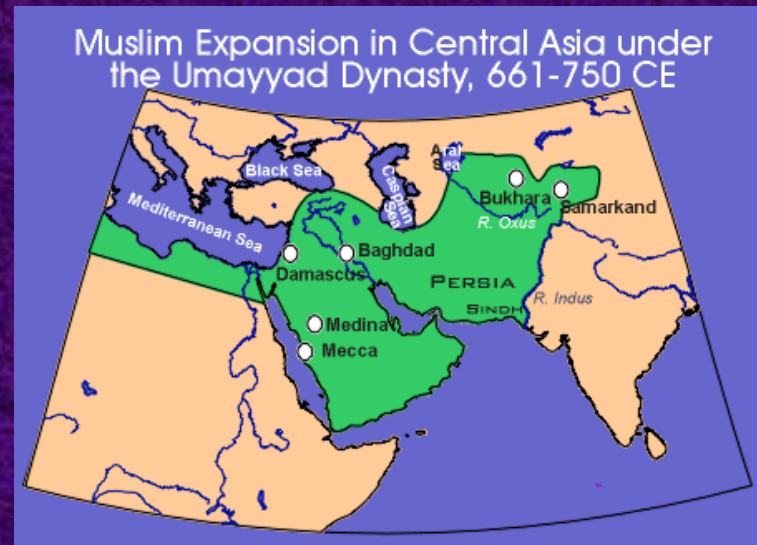 Muslim Expansion in Central Asia under
the Umayyad Dynasty, 661-750 CE
Black Sea
Aral
Sea
Caspian
Sea
Mediterranean Sea
Bukhara
Samarkand
R. Oxus
Baghdad
Damascus
PERSIA
SINDH
R. Indus
Medina
Mecca